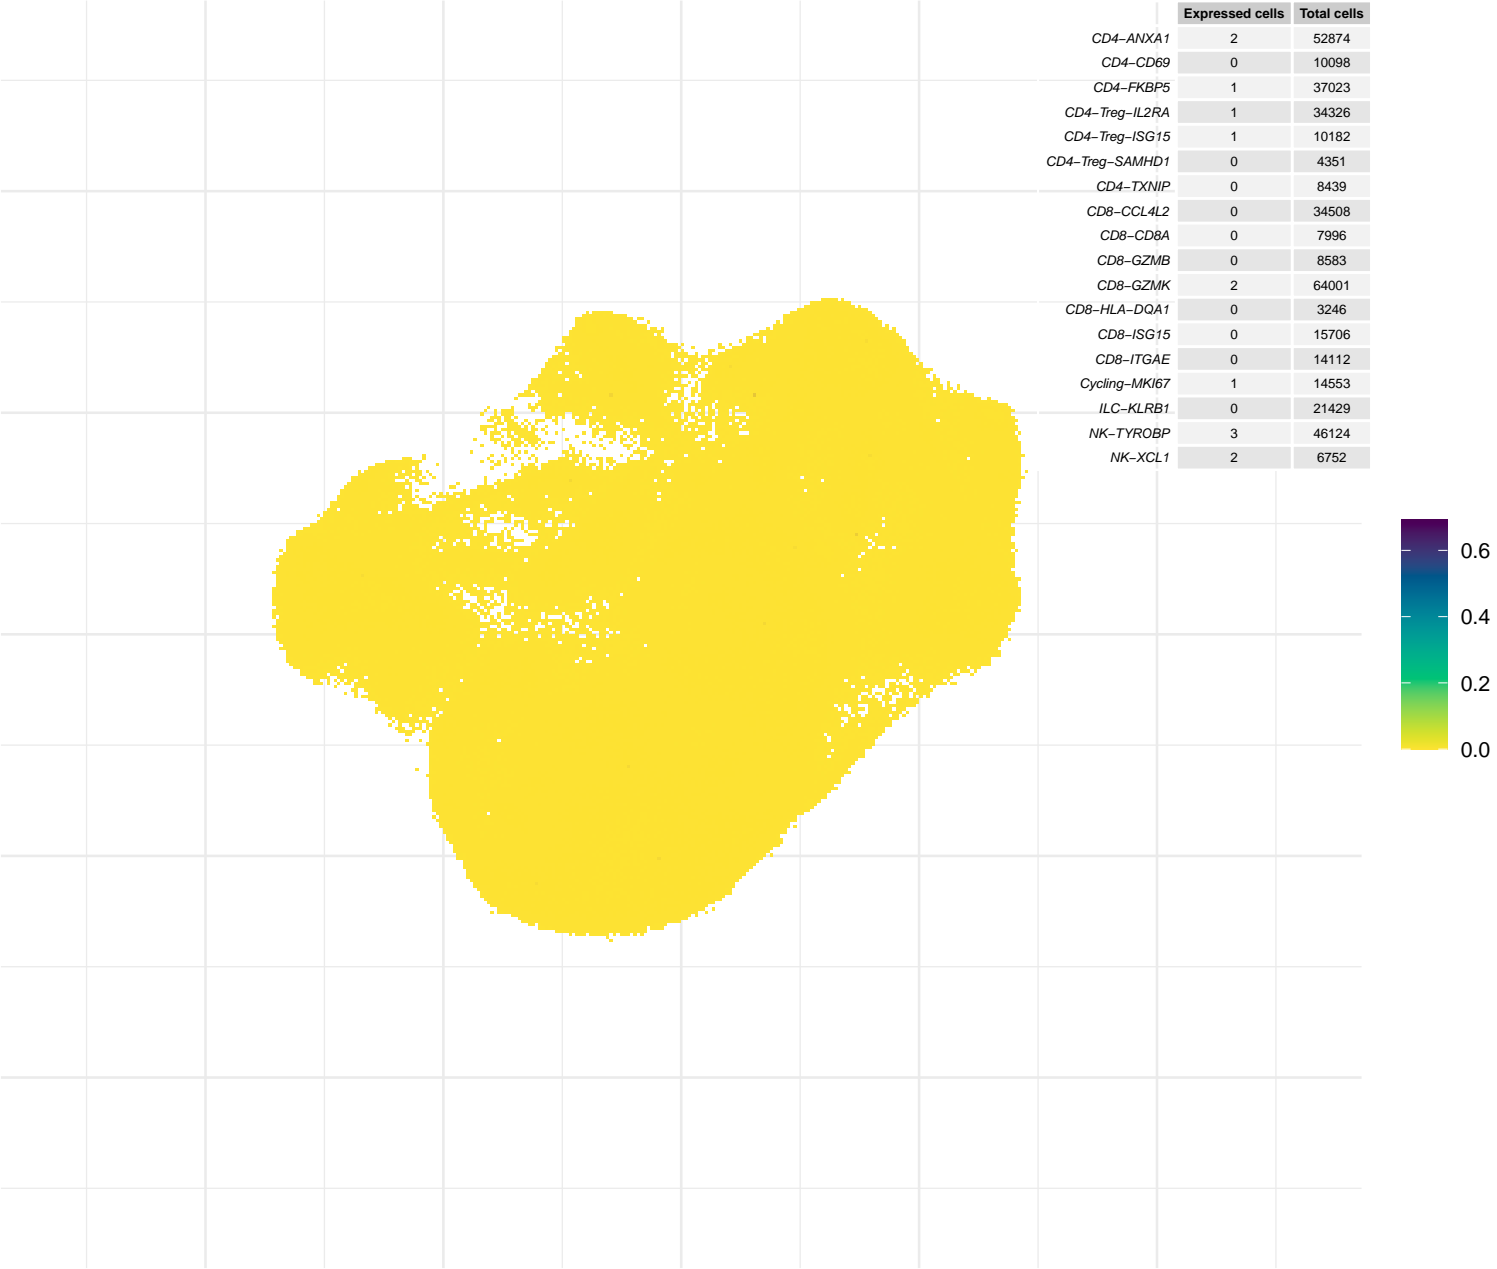 Expressed cells Total cells
CD4−ANXA1 2 52874
CD4−CD69 0 10098
CD4−FKBP5 1 37023
CD4−Treg−IL2RA 1 34326
CD4−Treg−ISG15 1 10182
CD4−Treg−SAMHD1 0 4351
CD4−TXNIP 0 8439
CD8−CCL4L2 0 34508
CD8−CD8A 0 7996
CD8−GZMB 0 8583
CD8−GZMK 2 64001
CD8−HLA−DQA1 0 3246
CD8−ISG15 0 15706
CD8−ITGAE 0 14112
Cycling−MKI67 1 14553
ILC−KLRB1 0 21429
NK−TYROBP 3 46124
NK−XCL1 2 6752
0.6
0.4
0.2
0.0